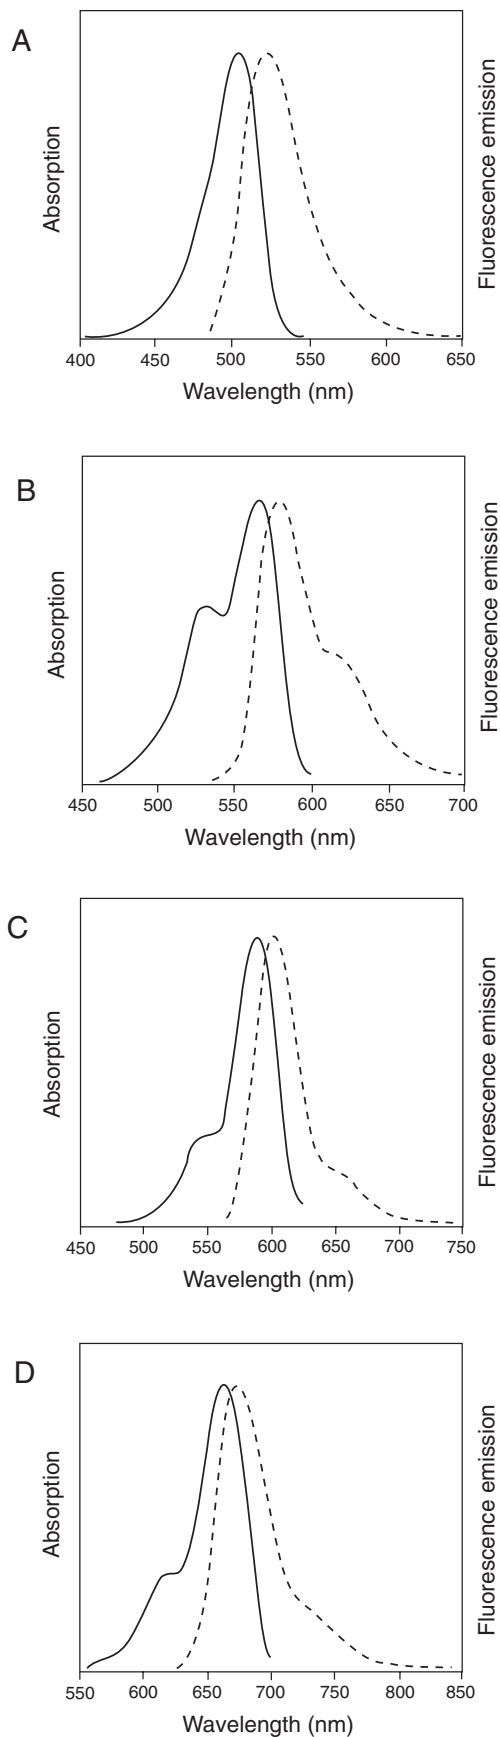 A
Absorption
Fluorescence emission
400 450 500 550 600 650
Wavelength (nm)
B
Absorption
Fluorescence emission
450 500 550 600 650 700
Wavelength (nm)
C
Absorption
Fluorescence emission
450 500 550 600 650 700 750
Wavelength (nm)
D
Absorption
Fluorescence emission
550 600 650 700 800 850
Wavelength (nm)